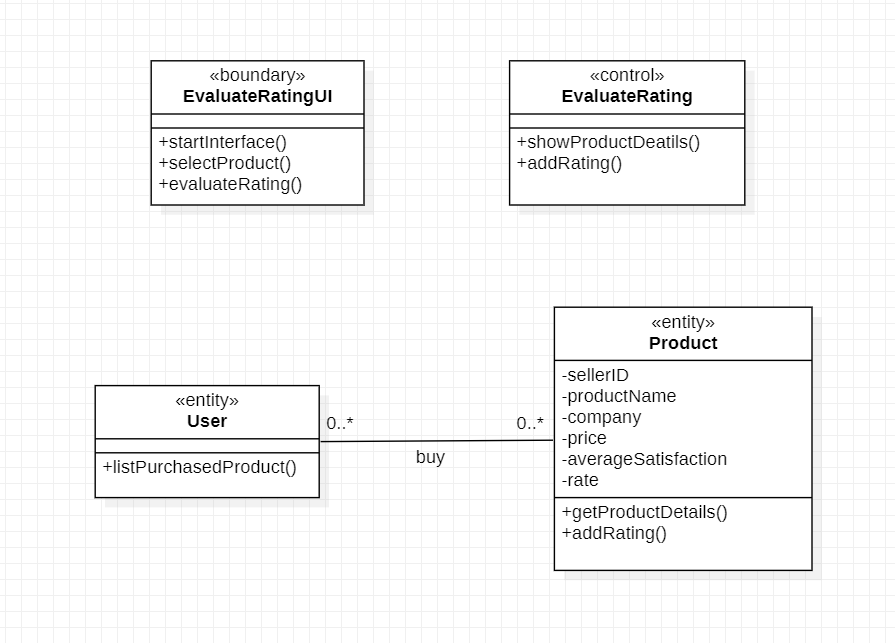 «boundary»
EvaluateRatingUI
+startInterface()
+selectProduct()
+evaluateRating()
«control»
EvaluateRating
+showProductDeatils()
+addRating()
«entity»
User
+listPurchasedProduct()
0..*
0..*
buy
«entity»
Product
-sellerID
-productName
-company
-price
-averageSatisfaction
-rate
+getProductDetails()
+addRating()